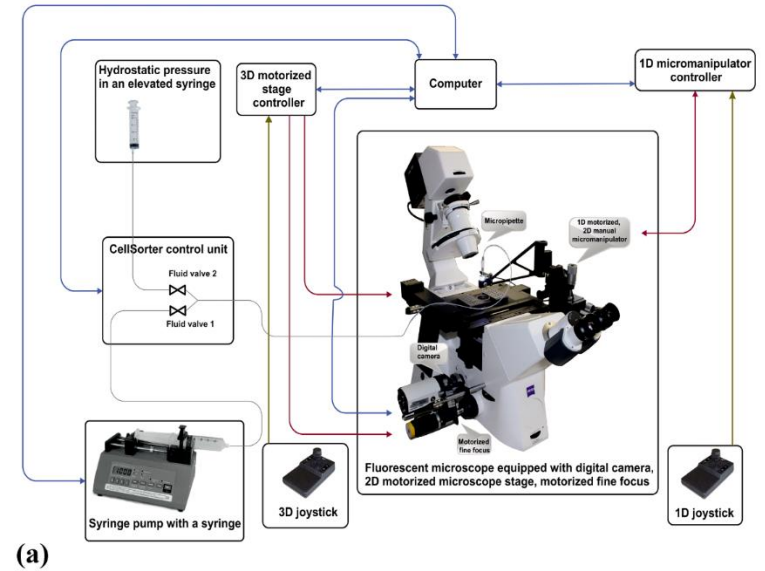 Hydrostatic pressure
in an elevated syringe
3D motorized
stage
controller
Computer
1D micromanipulator
controller
Micropipette
1D motorized,
2D manual
micromanipulator
CellSorter control unit
Fluid valve 2
Fluid valve 1
Digital
camera
Motorized
fine focus
Fluorescent microscope equipped with digital camera,
2D motorized microscope stage, motorized fine focus
Syringe pump with a syringe
3D joystick
1D joystick
(a)